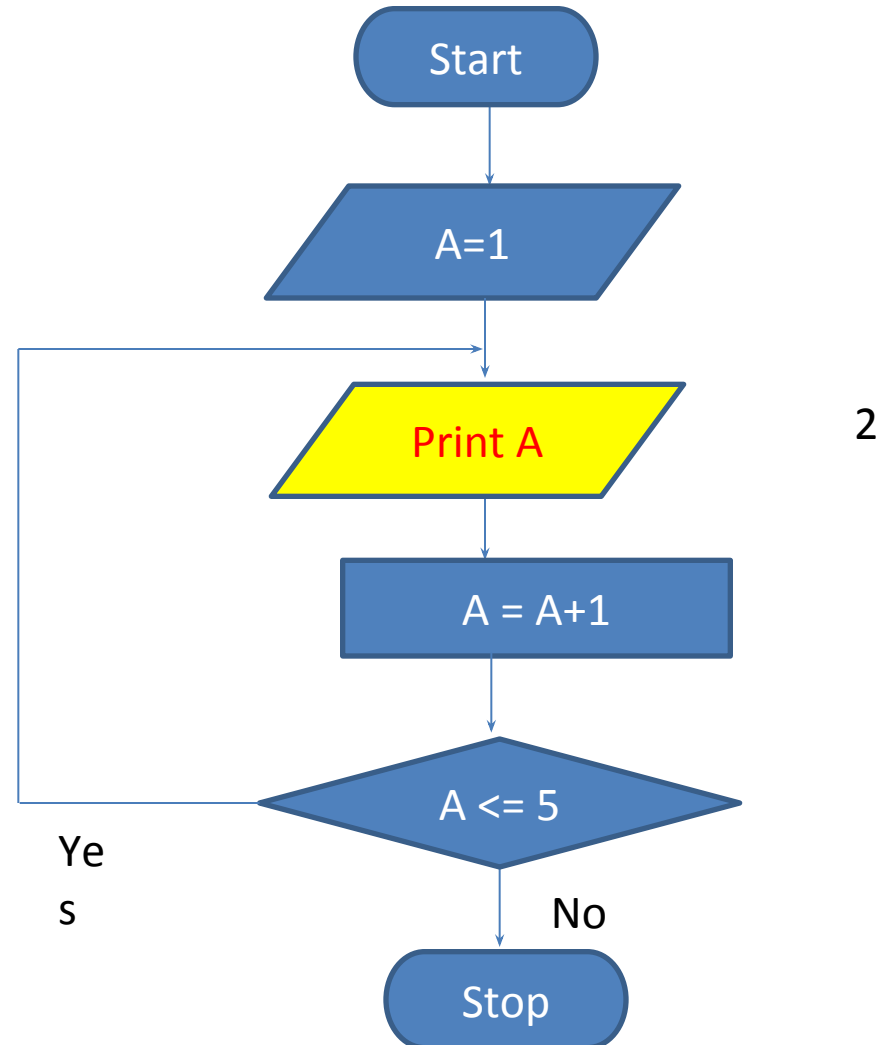 Start
A=1
Print A
2
A = A+1
A <= 5
Ye
s
No
Stop